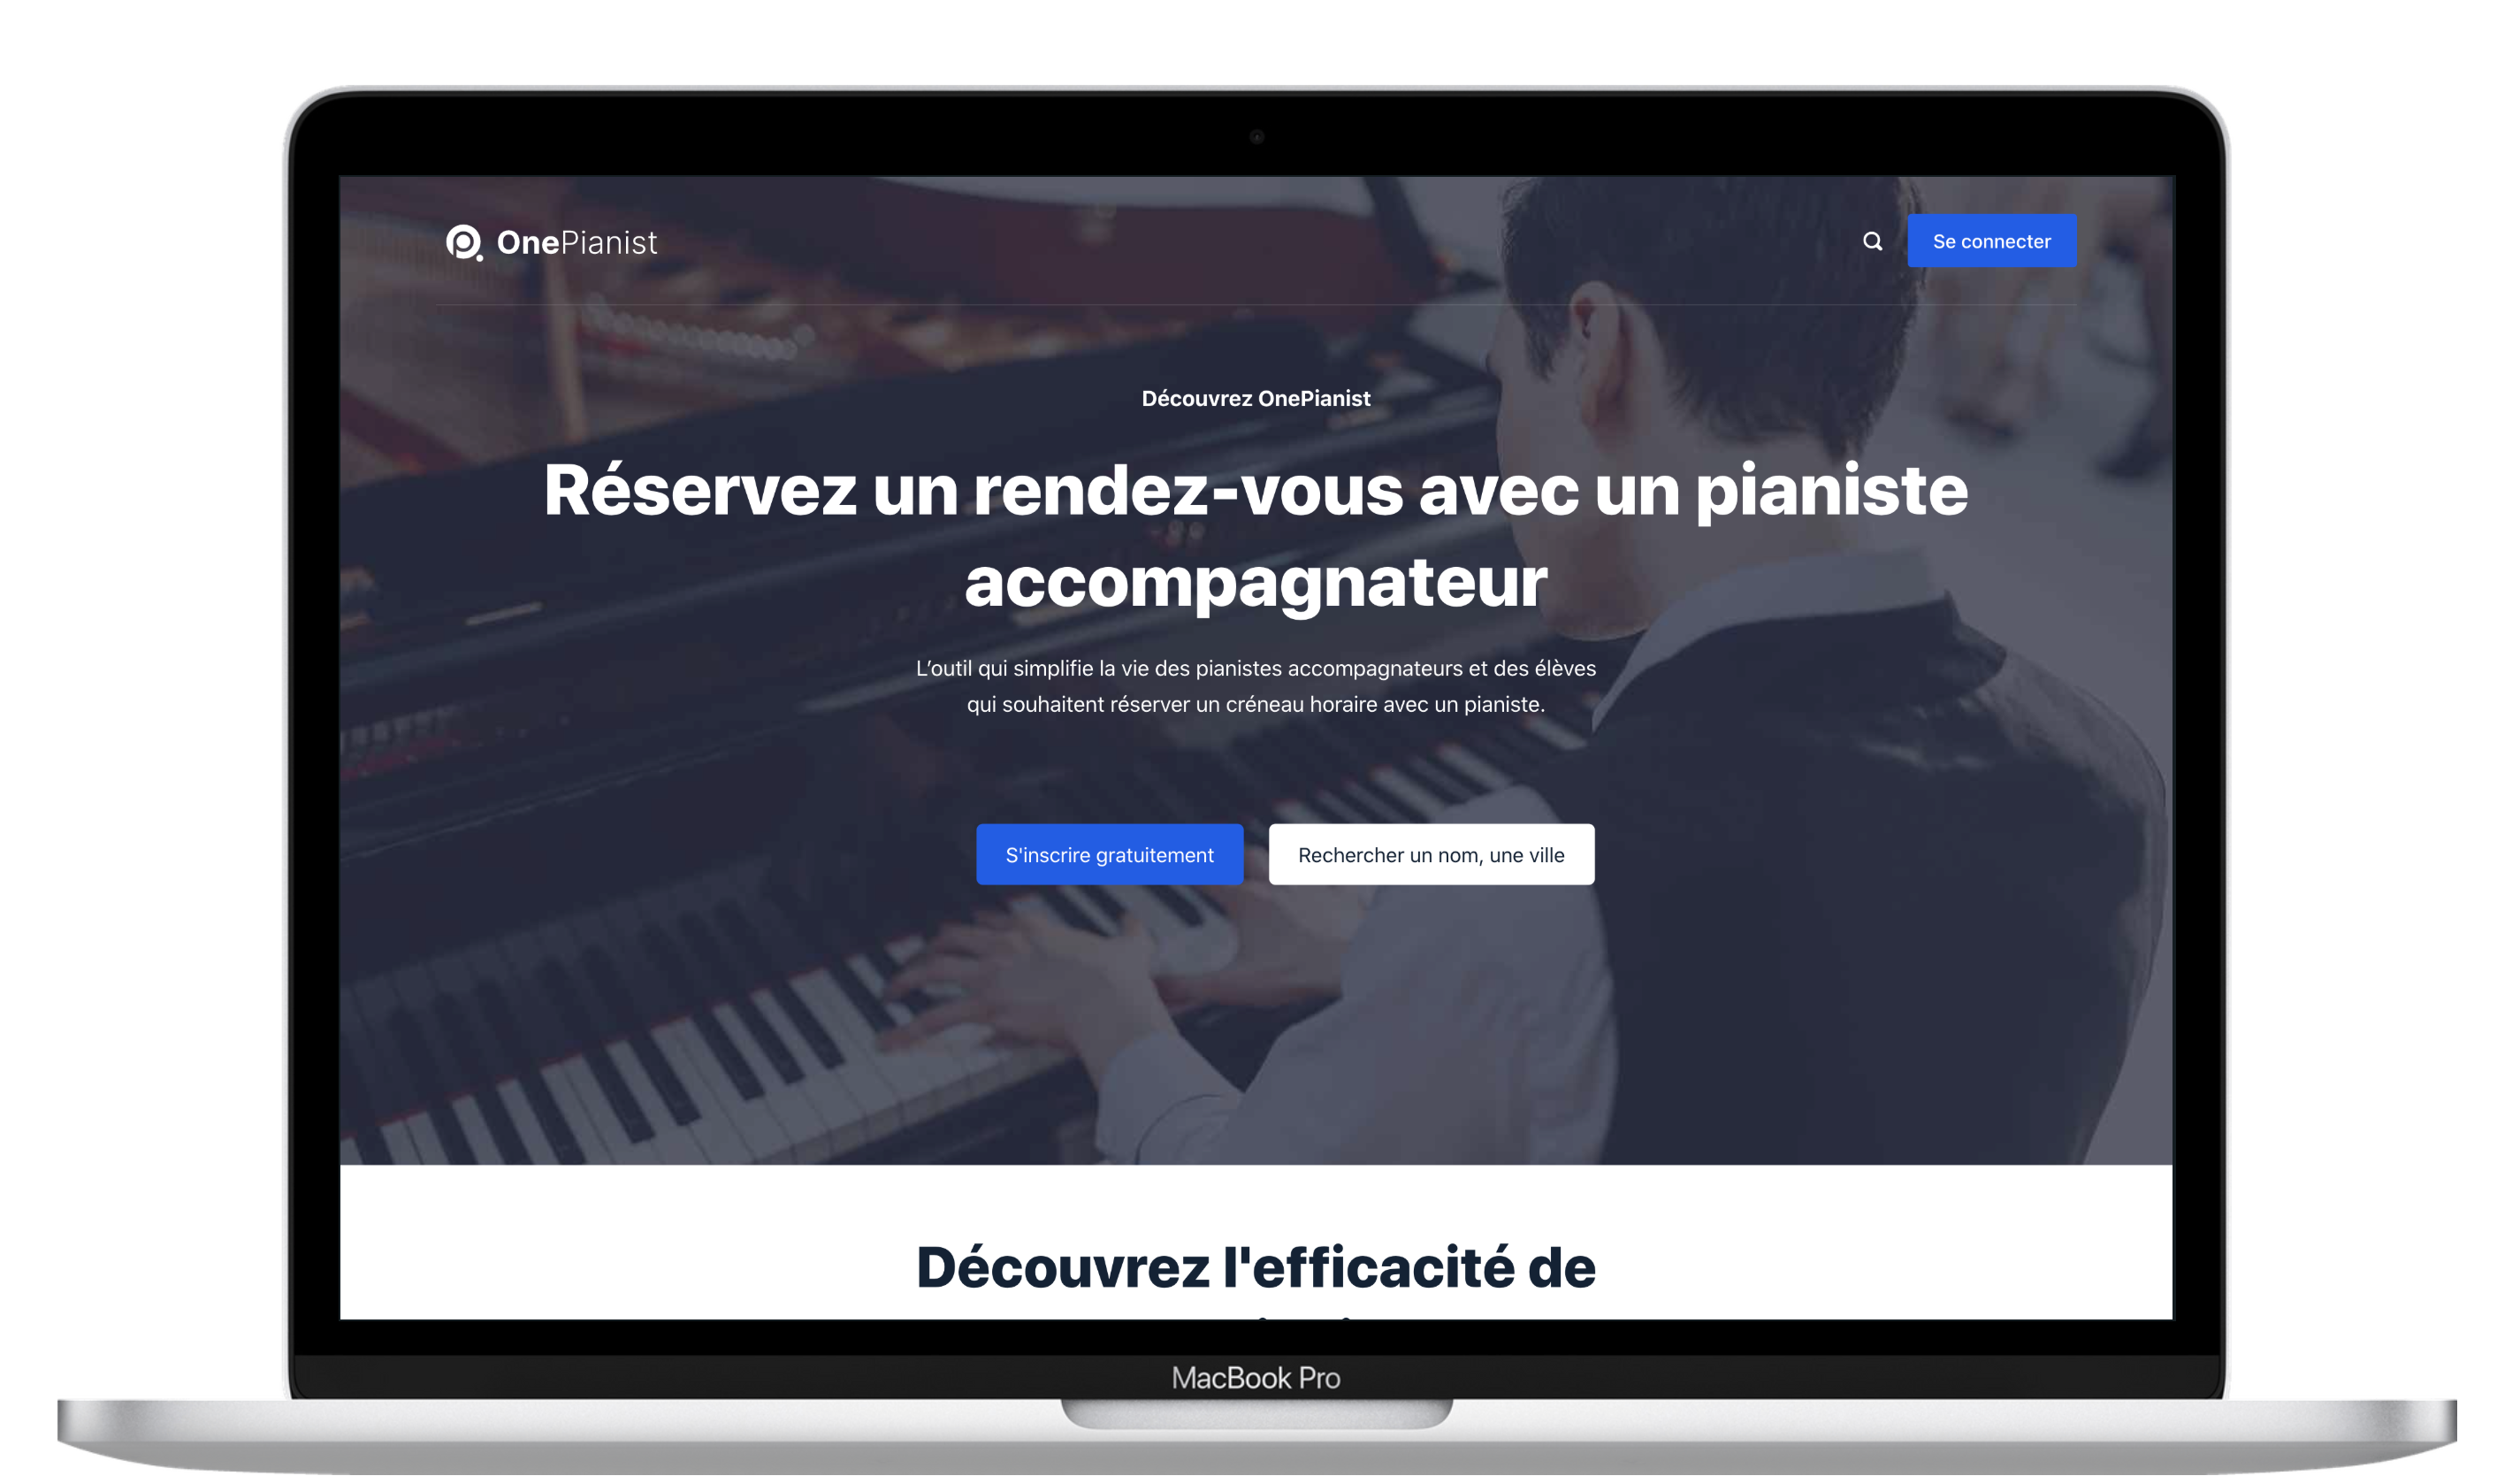 OnePianist
Se connecter
Découvrez OnePianist
Réservez un rendez-vous avec un pianiste
accompagnateur
L’outil qui simplifie la vie des pianistes accompagnateurs et des élèves
qui souhaitent réserver un créneau horaire avec un pianiste.
S'inscrire gratuitement
Rechercher un nom, une ville
Découvrez l'efficacité de
MacBook Pro